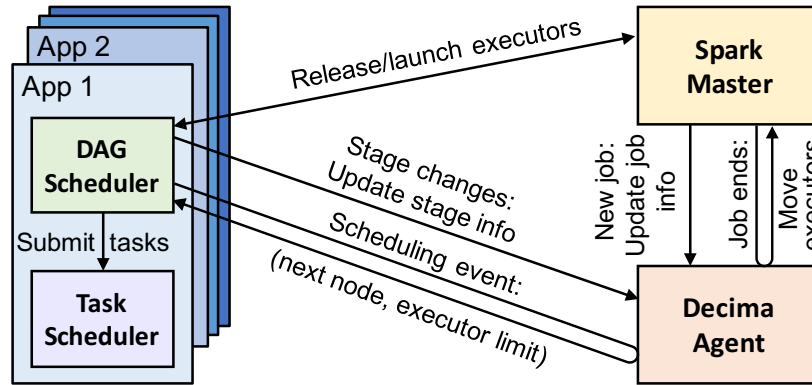 App 2
App 1
DAG
Scheduler
Submit tasks
Task
Scheduler
Release/launch executors
Stage changes:
Update stage info
Scheduling event:
(next node, executor limit)
Spark
Master
New job:
Update job
info
Job ends:
Move
executors
Decima
Agent